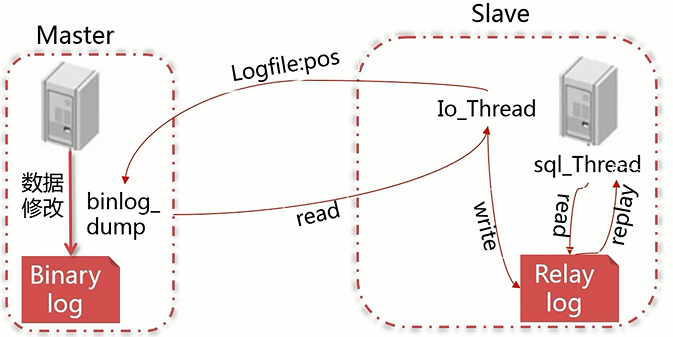 Master
Slave
Logfile:pos
Io_Thread
sql_Thread
数据
修改
binlog_
dump
read
write
read
replay
Binary
log
Relay
log